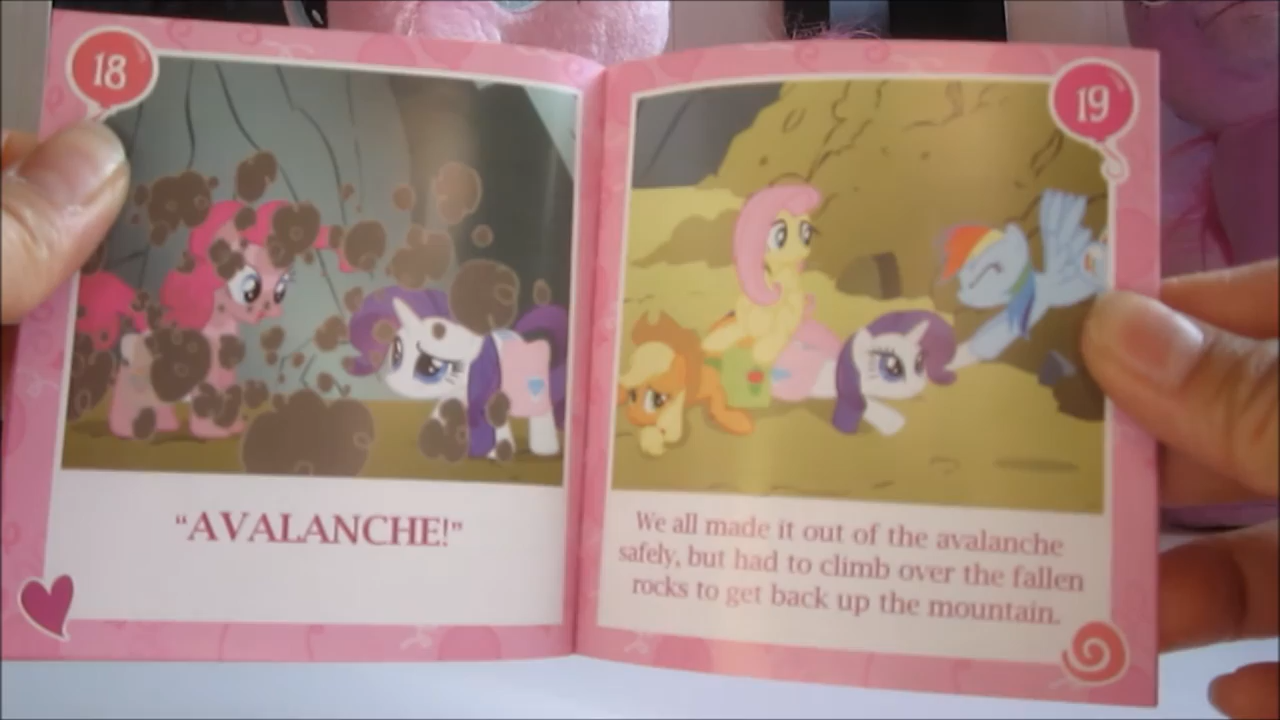 18
"AVALANCHE!"
19
We all made it out of the avalanche
safely, but had to climb over the fallen
rocks to get back up the mountain.